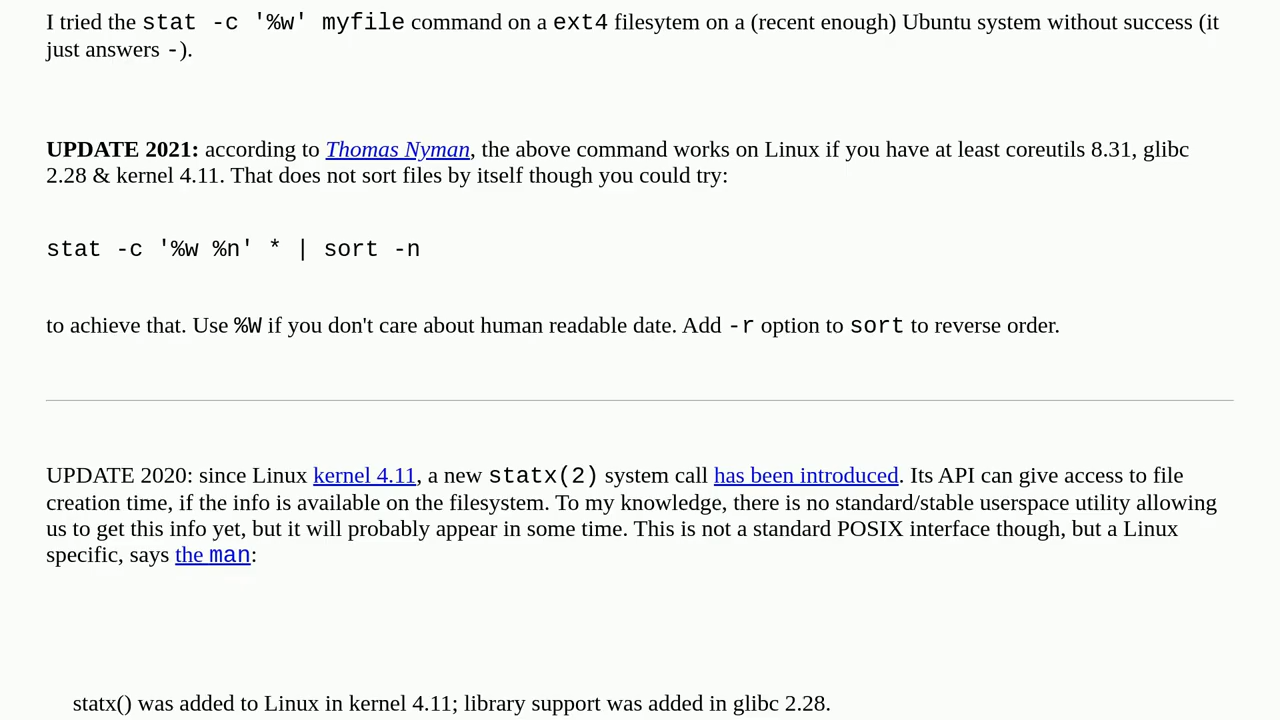 I tried the stat -c '%w' myfile command on a ext4 filesytem on a (recent enough) Ubuntu system without success (it
just answers -).
UPDATE 2021: according to Thomas Nyman, the above command works on Linux if you have at least coreutils 8.31, glibc
2.28 & kernel 4.11. That does not sort files by itself though you could try:
stat -c '%w %n' * | sort -n
to achieve that. Use %W if you don't care about human readable date. Add -r option to sort to reverse order.
UPDATE 2020: since Linux kernel 4.11, a new statx(2) system call has been introduced. Its API can give access to file
creation time, if the info is available on the filesystem. To my knowledge, there is no standard/stable userspace utility allowing
us to get this info yet, but it will probably appear in some time. This is not a standard POSIX interface though, but a Linux
specific, says the man:
statx() was added to Linux in kernel 4.11; library support was added in glibc 2.28.